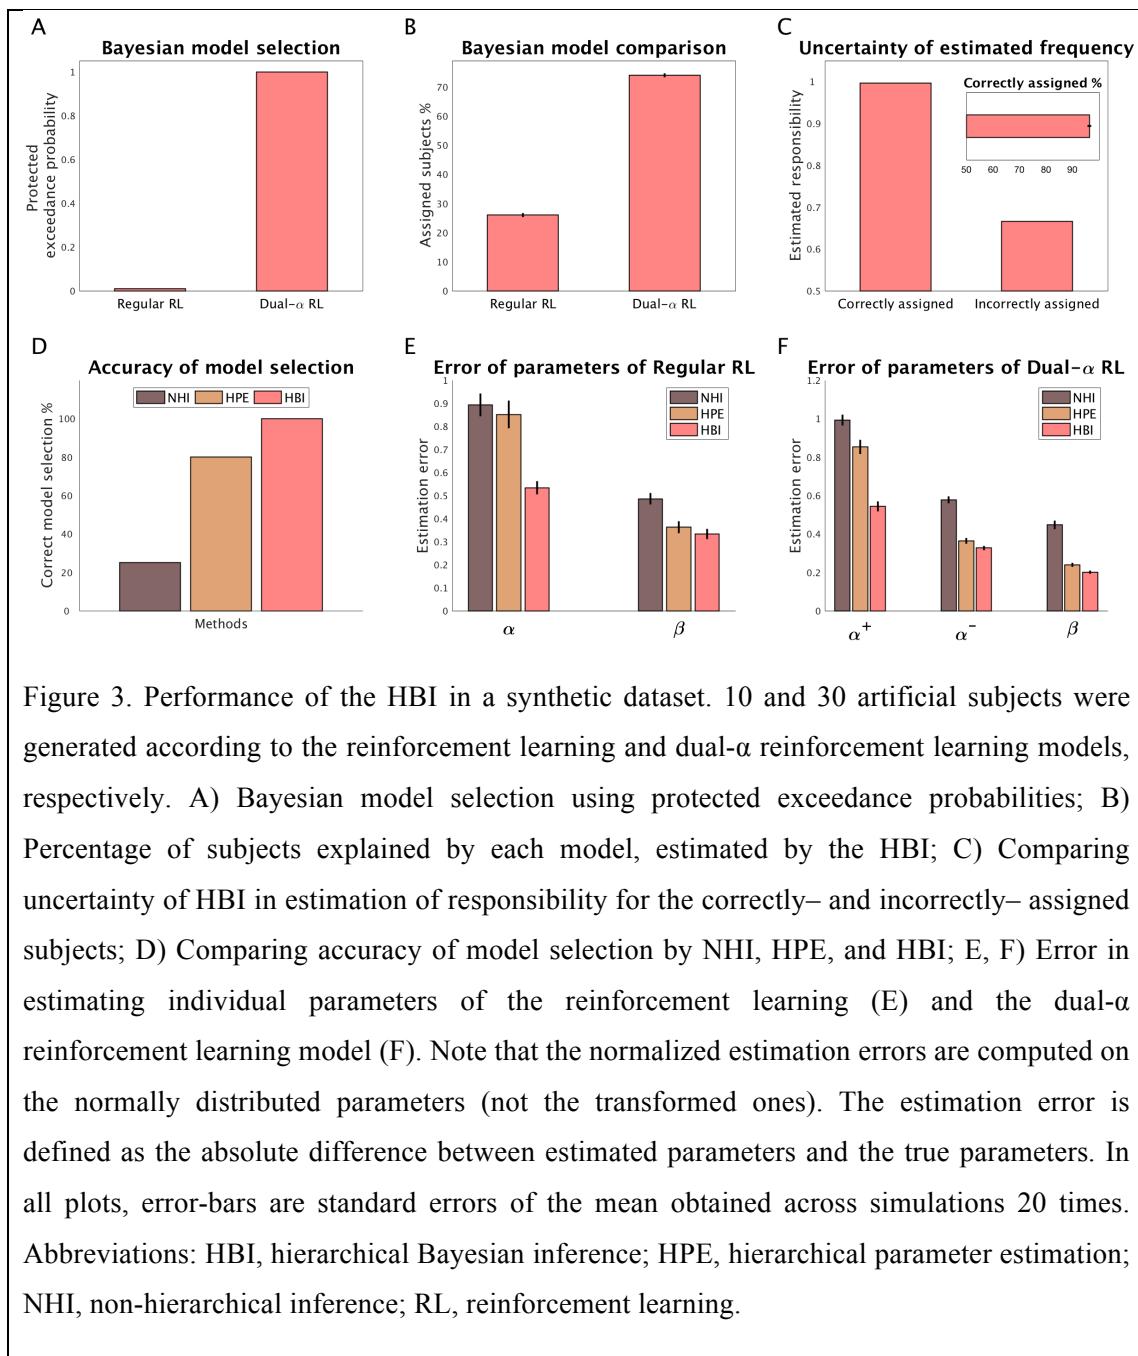 A
Bayesian model selection
Protected
exceedance probability
1
0.8
0.6
0.4
0.2
0
Regular RL
Dual-α RL
B
Bayesian model comparison
Assigned subjects %
70
60
50
40
30
20
10
0
Regular RL
Dual-α RL
C
Uncertainty of estimated frequency
Estimated responsibility
1
0.9
0.8
0.7
0.6
0.5
Correctly assigned %
50 60 70 80 90
Correctly assigned
Incorrectly assigned
D
Accuracy of model selection
NHI HPE HBI
Correct model selection %
100
80
60
40
20
0
Methods
E
Error of parameters of Regular RL
Estimation error
1
0.9
0.8
0.7
0.6
0.5
0.4
0.3
0.2
0.1
0
NHI
HPE
HBI
α
β
F
Error of parameters of Dual-α RL
Estimation error
1.2
1
0.8
0.6
0.4
0.2
0
NHI
HPE
HBI
α⁺
α⁻
β
Figure 3. Performance of the HBI in a synthetic dataset. 10 and 30 artificial subjects were
generated according to the reinforcement learning and dual-α reinforcement learning models,
respectively. A) Bayesian model selection using protected exceedance probabilities; B)
Percentage of subjects explained by each model, estimated by the HBI; C) Comparing
uncertainty of HBI in estimation of responsibility for the correctly– and incorrectly– assigned
subjects; D) Comparing accuracy of model selection by NHI, HPE, and HBI; E, F) Error in
estimating individual parameters of the reinforcement learning (E) and the dual-α
reinforcement learning model (F). Note that the normalized estimation errors are computed on
the normally distributed parameters (not the transformed ones). The estimation error is
defined as the absolute difference between estimated parameters and the true parameters. In
all plots, error-bars are standard errors of the mean obtained across simulations 20 times.
Abbreviations: HBI, hierarchical Bayesian inference; HPE, hierarchical parameter estimation;
NHI, non-hierarchical inference; RL, reinforcement learning.